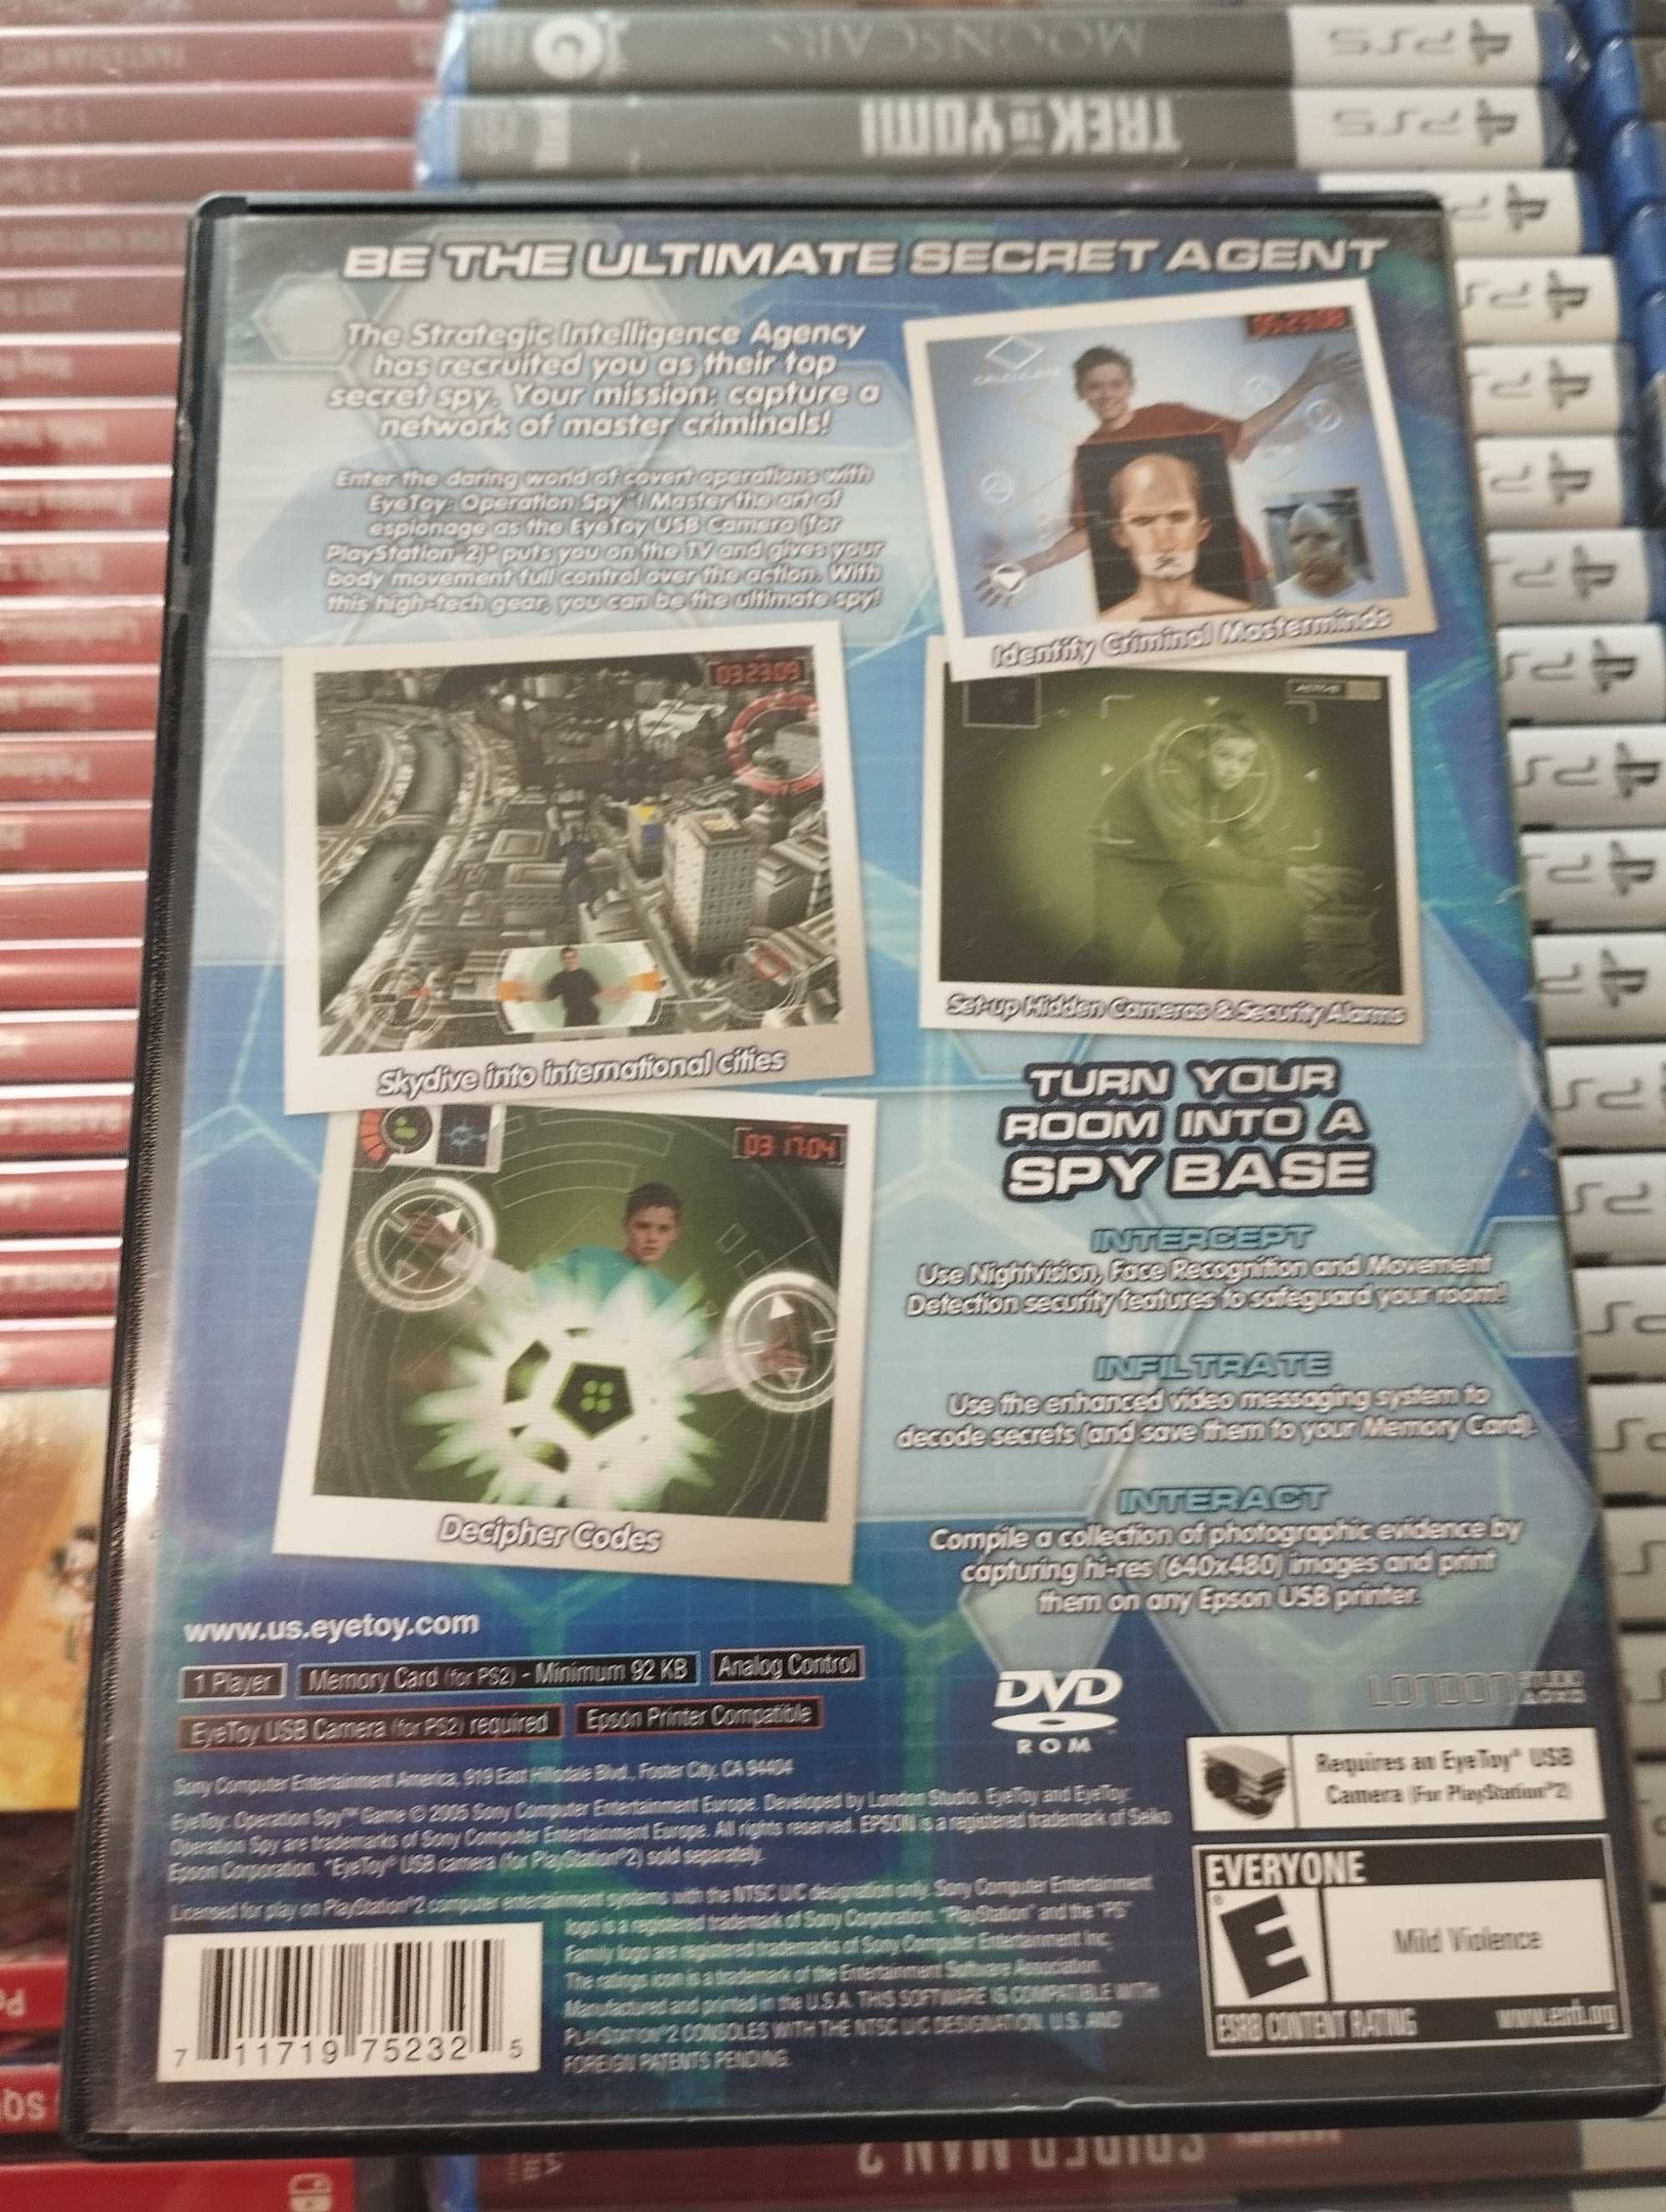 MOONSCARS
PS5
TREK TO YOMI
PS5
BE THE ULTIMATE SECRET AGENT
The Strategic Intelligence Agency
has recruited you as their top
secret spy. Your mission: capture a
network of master criminals!
Enter the daring world of covert operations with
EyeToy: Operation Spy™! Master the art of
espionage as the EyeToy USB Camera (for
PlayStation 2)* puts you on the TV and gives your
body movement full control over the action. With
this high-tech gear, you can be the ultimate spy!
Identify Criminal Masterminds
03:23:09
Skydive into international cities
Set-up Hidden Cameras & Security Alarms
03:17:04
Decipher Codes
TURN YOUR
ROOM INTO A
SPY BASE
INTERCEPT
Use Nightvision, Face Recognition and Movement
Detection security features to safeguard your room!
INFILTRATE
Use the enhanced video messaging system to
decode secrets (and save them to your Memory Card).
INTERACT
Compile a collection of photographic evidence by
capturing hi-res (640x480) images and print
them on any Epson USB printer.
www.us.eyetoy.com
1 Player
Memory Card (for PS2) - Minimum 92 KB
Analog Control
EyeToy USB Camera (for PS2) required
Epson Printer Compatible
DVD
ROM
LONDON
Sony Computer Entertainment America, 919 East Hillsdale Blvd., Foster City, CA 94404
EyeToy: Operation Spy™ Game © 2005 Sony Computer Entertainment Europe. Developed by London Studio. EyeToy and EyeToy:
Operation Spy are trademarks of Sony Computer Entertainment Europe. All rights reserved. EPSON is a registered trademark of Seiko
Epson Corporation. *EyeToy® USB camera (for PlayStation®2) sold separately.
Licensed for play on PlayStation®2 computer entertainment systems with the NTSC U/C designation only. Sony Computer Entertainment
logo is a registered trademark of Sony Corporation. "PlayStation" and the "PS"
Family logo are registered trademarks of Sony Computer Entertainment Inc.
The ratings icon is a trademark of the Entertainment Software Association.
Manufactured and printed in the U.S.A. THIS SOFTWARE IS COMPATIBLE WITH
PLAYSTATION®2 CONSOLES WITH THE NTSC U/C DESIGNATION. U.S. AND
FOREIGN PATENTS PENDING.
7 11719 75232 5
Requires an EyeToy® USB
Camera (For PlayStation®2)
EVERYONE
E
Mild Violence
ESRB CONTENT RATING
www.esrb.org
SPIDER-MAN 2